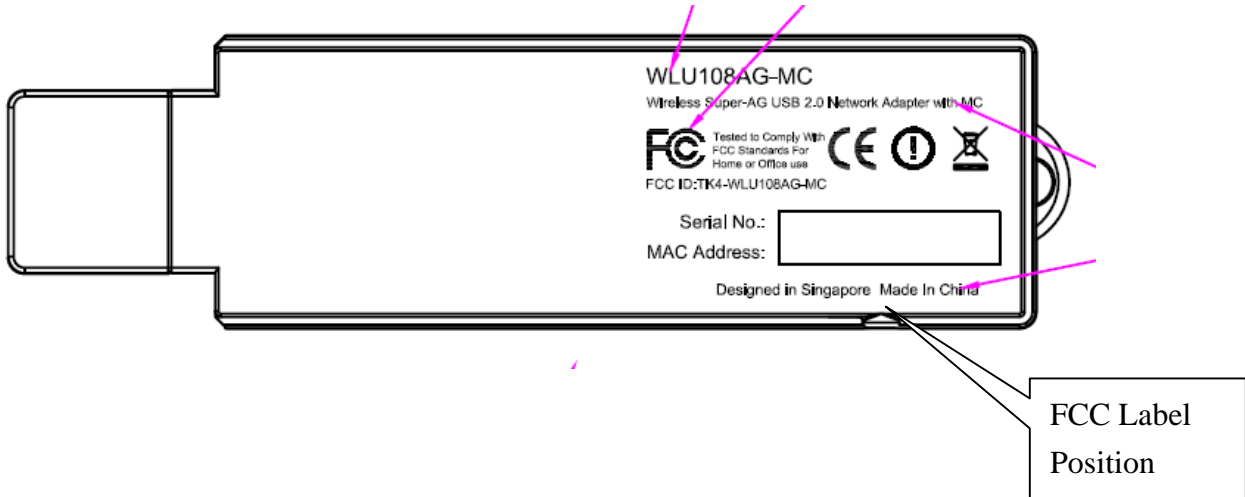 WLU108AG-MC
Wireless Super-AG USB 2.0 Network Adapter with MC
FC Tested to Comply With
FCC Standards For
Home or Office use
CE
FCC ID:TK4-WLU108AG-MC
Serial No.:
MAC Address:
Designed in Singapore Made In China
FCC Label
Position